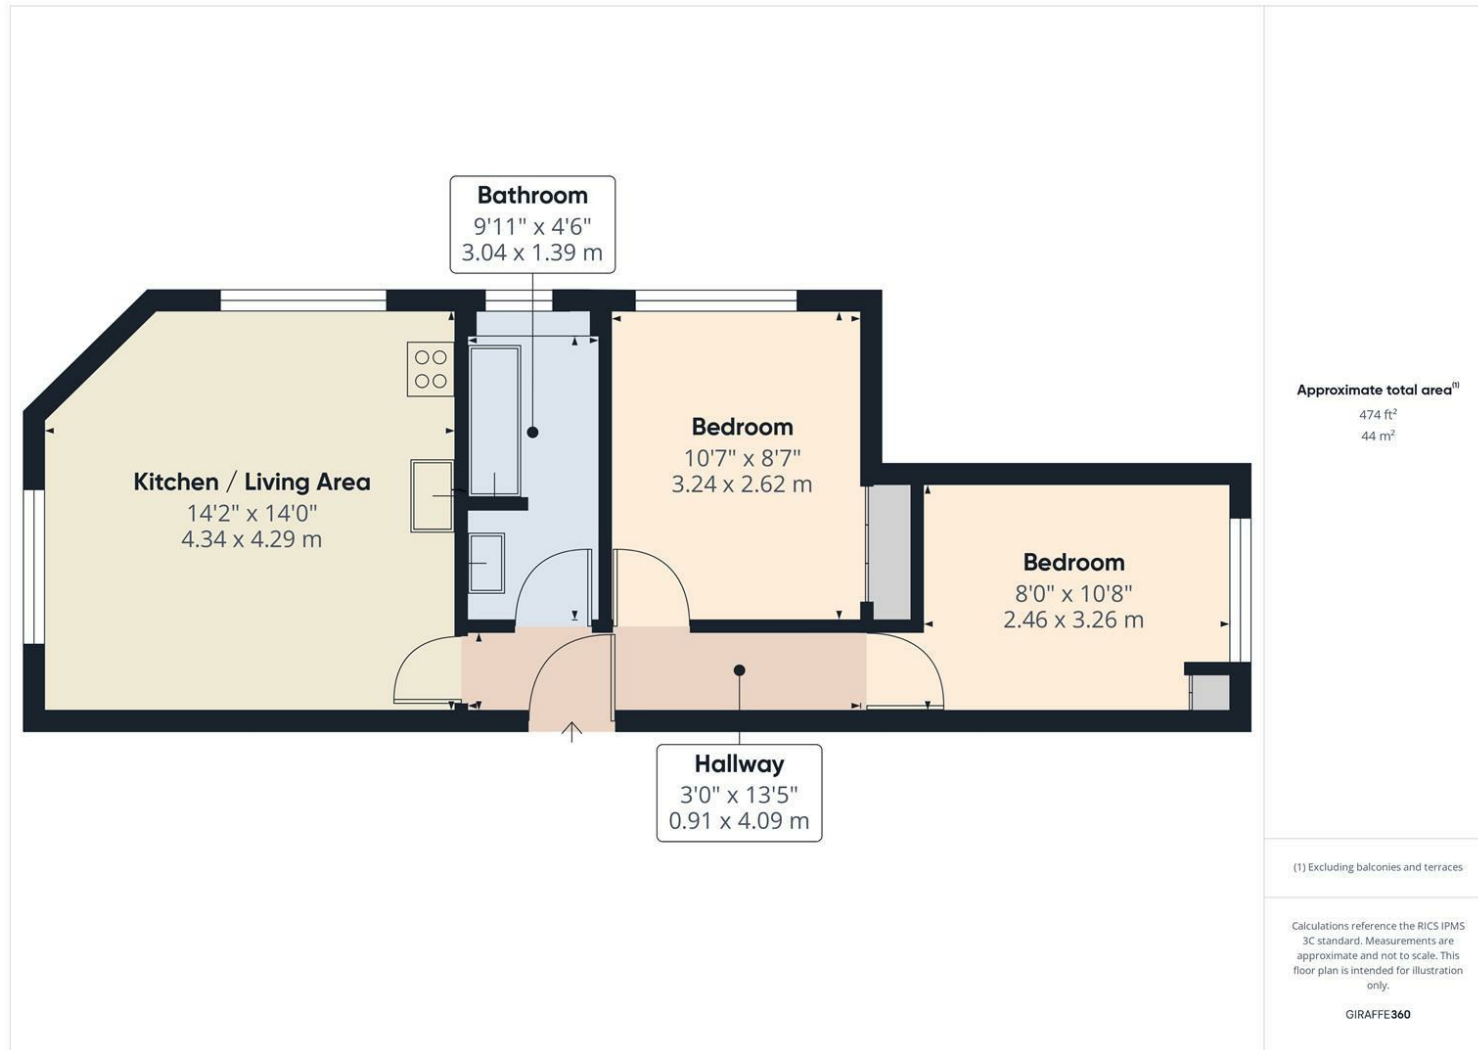 Bathroom
9'11" x 4'6"
3.04 x 1.39 m
Kitchen / Living Area
14'2" x 14'0"
4.34 x 4.29 m
Bedroom
10'7" x 8'7"
3.24 x 2.62 m
Bedroom
8'0" x 10'8"
2.46 x 3.26 m
Hallway
3'0" x 13'5"
0.91 x 4.09 m
Approximate total area(1)
474 ft²
44 m²
(1) Excluding balconies and terraces
Calculations reference the RICS IPMS
3C standard. Measurements are
approximate and not to scale. This
floor plan is intended for illustration
only.
GIRAFFE360